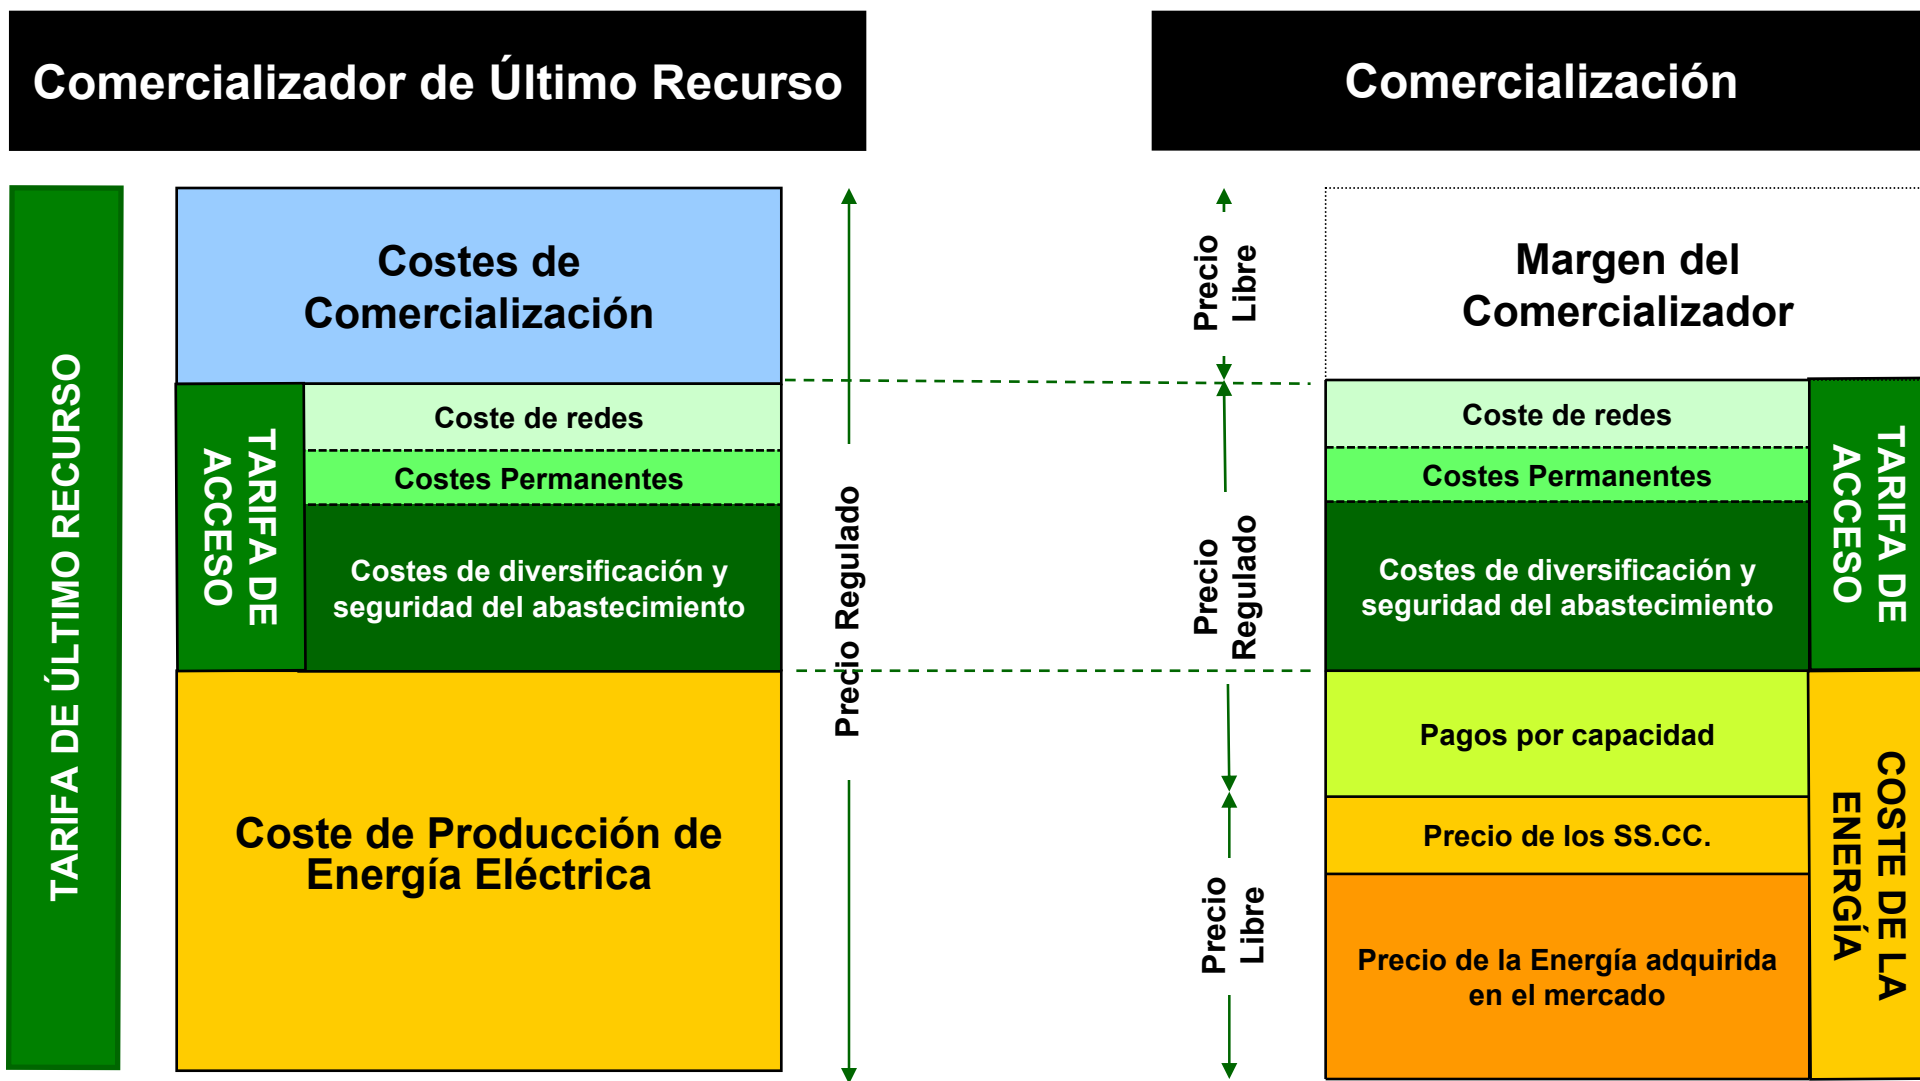 Comercializador de Último Recurso
Comercialización
TARIFA DE ÚLTIMO RECURSO
Costes de
Comercialización
TARIFA DE
ACCESO
Coste de redes
Costes Permanentes
Costes de diversificación y
seguridad del abastecimiento
Coste de Producción de
Energía Eléctrica
Precio Regulado
Precio
Libre
Precio
Regulado
Precio
Libre
Margen del
Comercializador
Coste de redes
Costes Permanentes
Costes de diversificación y
seguridad del abastecimiento
TARIFA DE
ACCESO
Pagos por capacidad
Precio de los SS.CC.
Precio de la Energía adquirida
en el mercado
COSTE DE LA
ENERGÍA